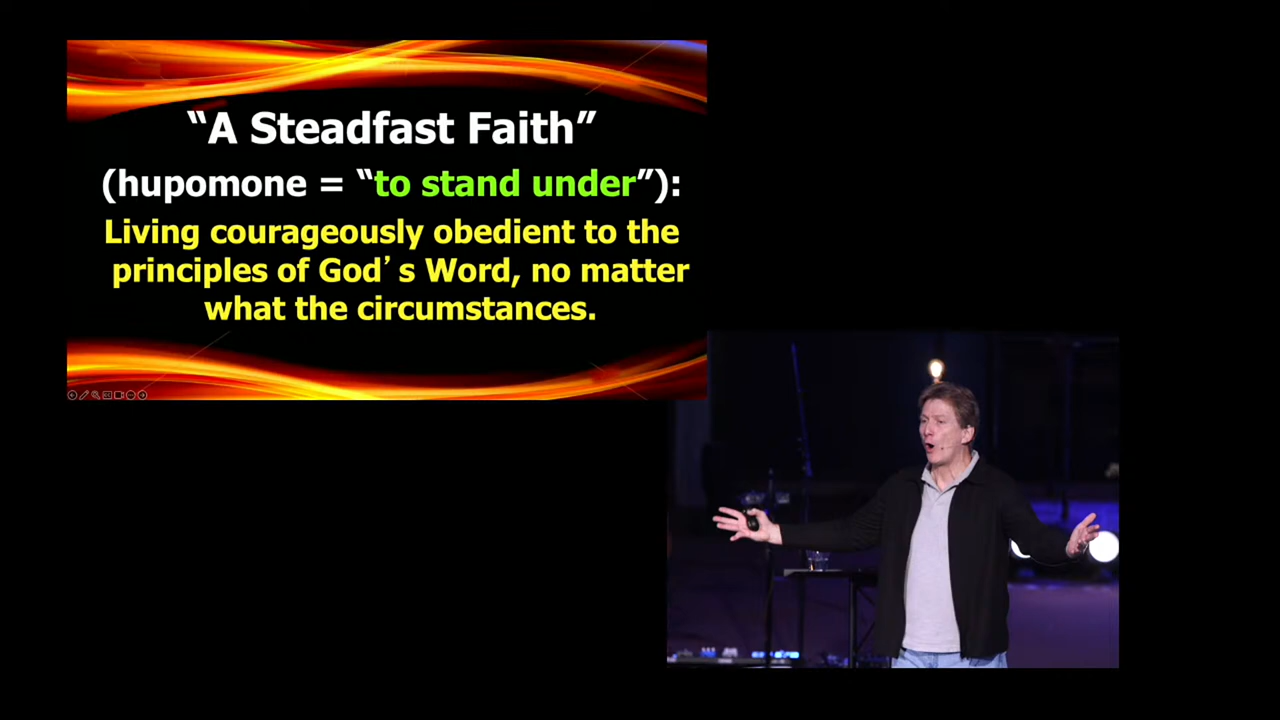 “A Steadfast Faith”
(hupomone = “to stand under”):
Living courageously obedient to the
principles of God’s Word, no matter
what the circumstances.